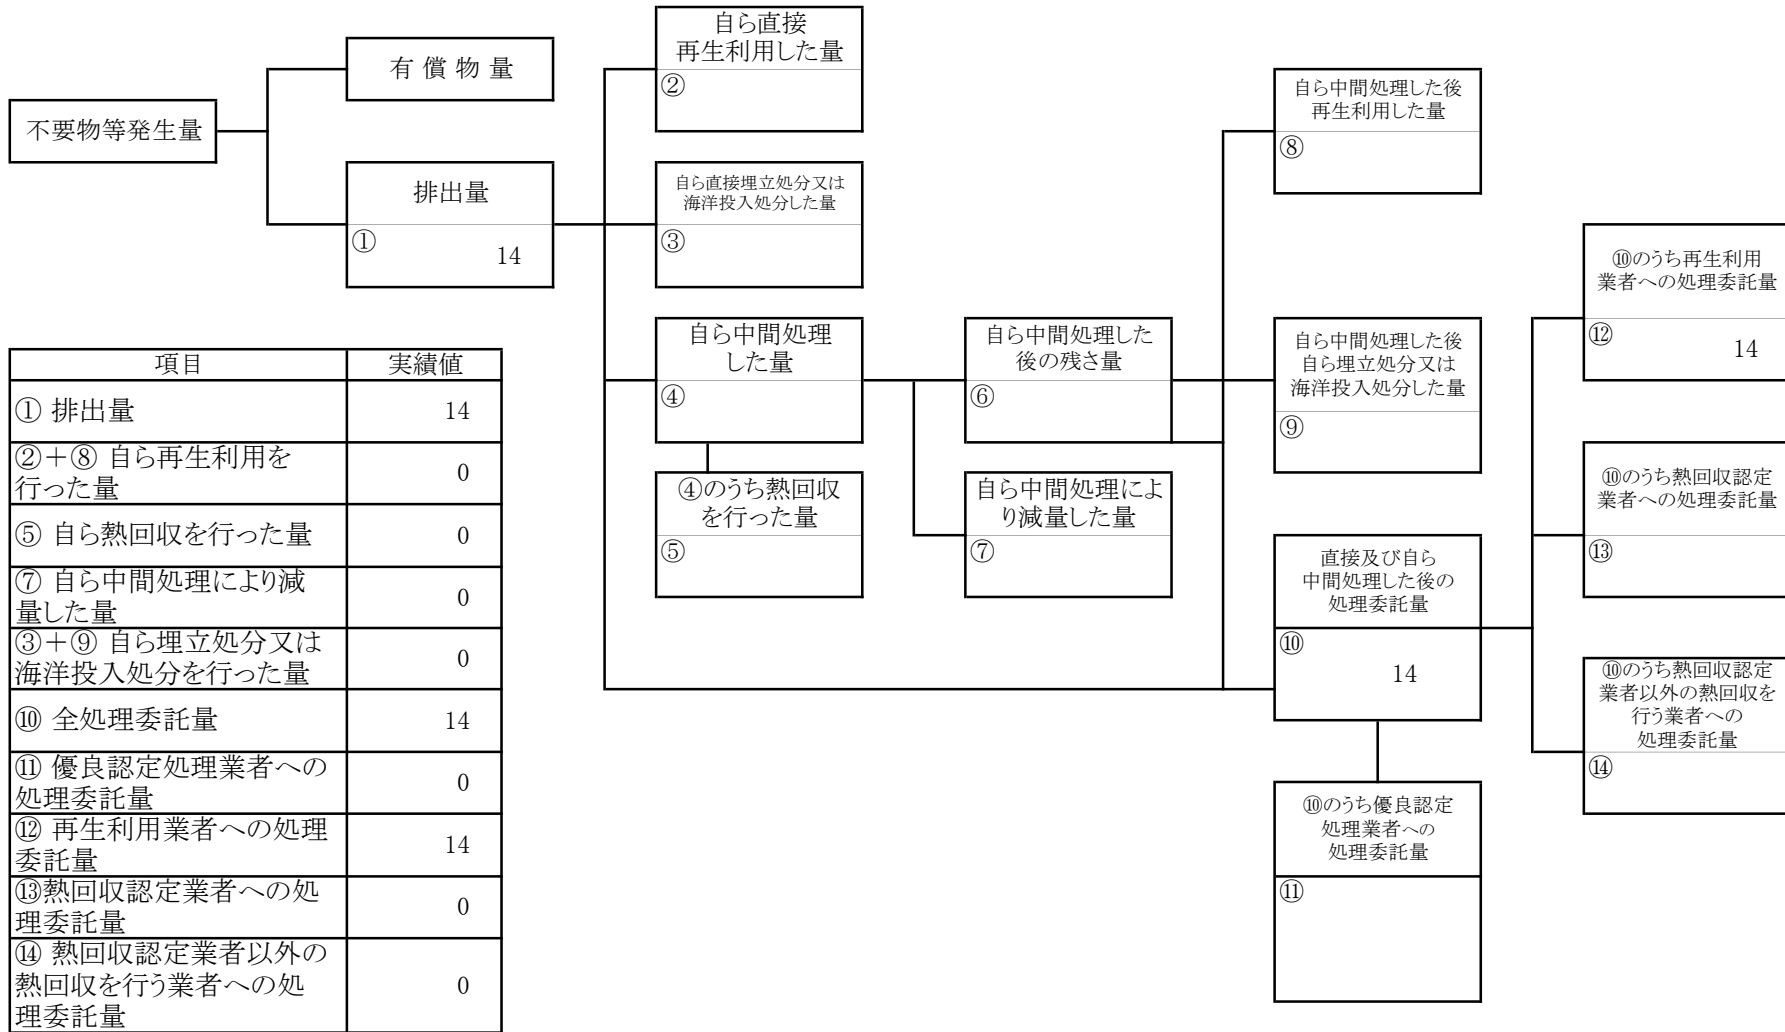 不要物等発生量
有償物量
排出量
①
14
自ら直接
再生利用した量
②
自ら直接埋立処分又は
海洋投入処分した量
③
自ら中間処理
した量
④
④のうち熱回収
を行った量
⑤
自ら中間処理した
後の残さ量
⑥
自ら中間処理によ
り減量した量
⑦
自ら中間処理した後
再生利用した量
⑧
自ら中間処理した後
自ら埋立処分又は
海洋投入処分した量
⑨
直接及び自ら
中間処理した後の
処理委託量
⑩
14
⑩のうち優良認定
処理業者への
処理委託量
⑪
⑩のうち再生利用
業者への処理委託量
⑫
14
⑩のうち熱回収認定
業者への処理委託量
⑬
⑩のうち熱回収認定
業者以外の熱回収を
行う業者への
処理委託量
⑭
項目 実績値
① 排出量 14
②+⑧ 自ら再生利用を
行った量 0
⑤ 自ら熱回収を行った量 0
⑦ 自ら中間処理により減
量した量 0
③+⑨ 自ら埋立処分又は
海洋投入処分を行った量 0
⑩ 全処理委託量 14
⑪ 優良認定処理業者への
処理委託量 0
⑫ 再生利用業者への処理
委託量 14
⑬熱回収認定業者への処
理委託量 0
⑭ 熱回収認定業者以外の
熱回収を行う業者への処
理委託量 0